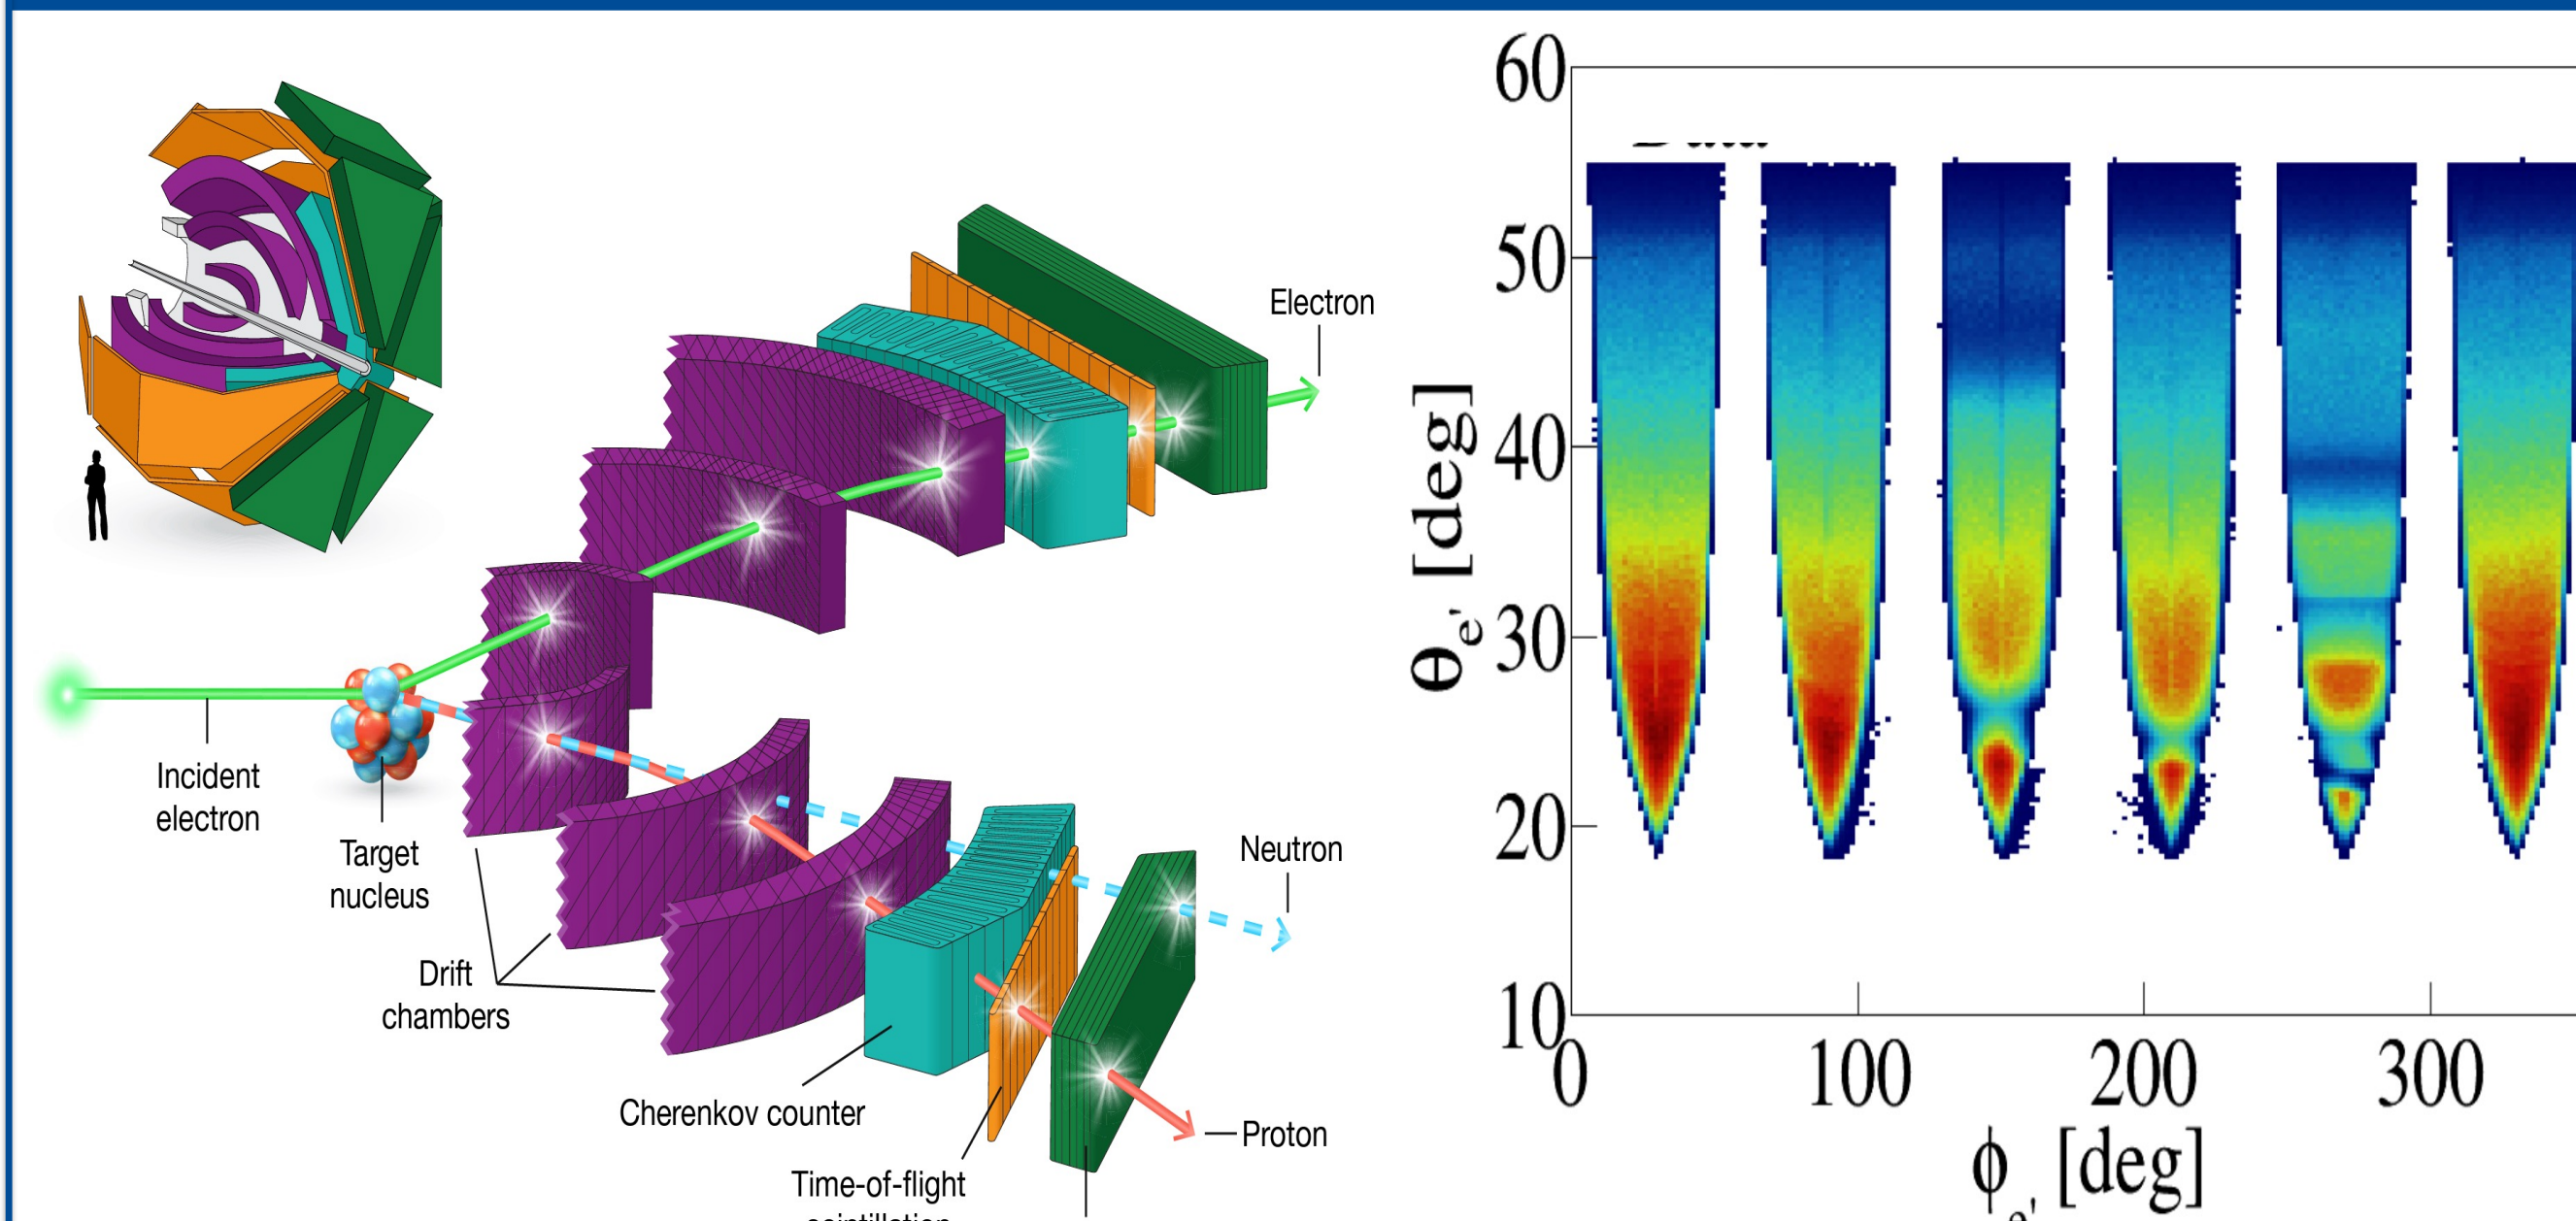 Electron
Incident
electron
Target
nucleus
Drift
chambers
Cherenkov counter
Time-of-flight
Neutron
Proton
60
50
40
30
20
10
0
100
200
300
θe' [deg]
ϕe' [deg]